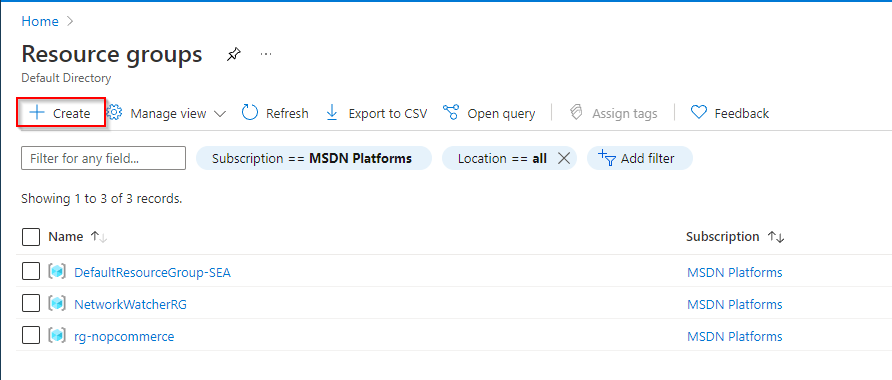 Home >
Resource groups ...
Default Directory
+ Create Manage view Refresh Export to CSV Open query Assign tags Feedback
Filter for any field... Subscription == MSDN Platforms Location == all Add filter
Showing 1 to 3 of 3 records.
Name Subscription
DefaultResourceGroup-SEA MSDN Platforms
NetworkWatcherRG MSDN Platforms
rg-nopcommerce MSDN Platforms